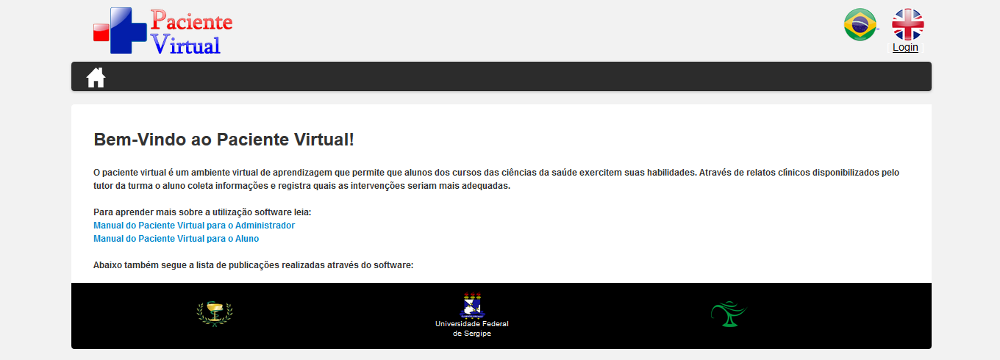 Paciente
Virtual
Login
Bem-Vindo ao Paciente Virtual!
O paciente virtual é um ambiente virtual de aprendizagem que permite que alunos dos cursos das ciências da saúde exercitem suas habilidades. Através de relatos clínicos disponibilizados pelo
tutor da turma o aluno coleta informações e registra quais as intervenções seriam mais adequadas.
Para aprender mais sobre a utilização software leia:
Manual do Paciente Virtual para o Administrador
Manual do Paciente Virtual para o Aluno
Abaixo também segue a lista de publicações realizadas através do software:
Universidade Federal
de Sergipe